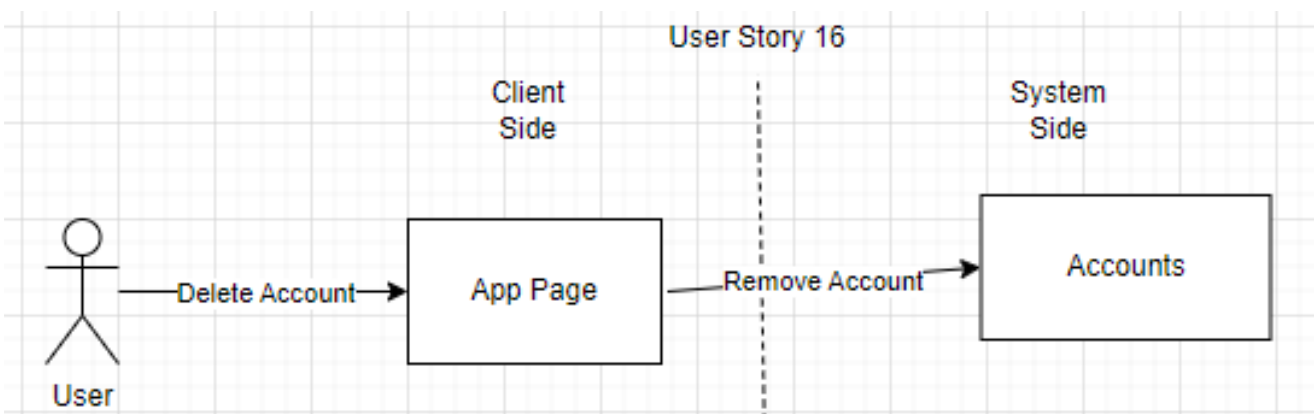 User Story 16
Client
Side
System
Side
Delete Account
App Page
Remove Account
Accounts
User